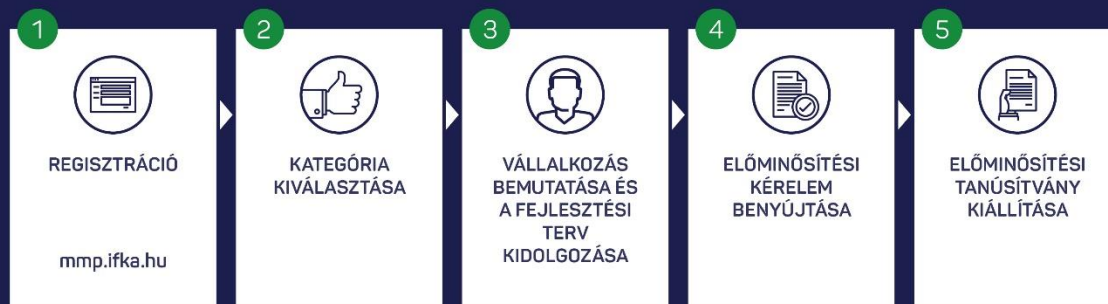 1
REGISZTRÁCIÓ
mmp.ifka.hu
2
KATEGÓRIA
KIVÁLASZTÁSA
3
VÁLLALKOZÁS
BEMUTATÁSA ÉS
A FEJLESZTÉSI
TERV
KIDOLGOZÁSA
4
ELŐMINŐSÍTÉSI
KÉRELEM
BENYÚJTÁSA
5
ELŐMINŐSÍTÉSI
TANÚSÍTVÁNY
KIÁLLÍTÁSA